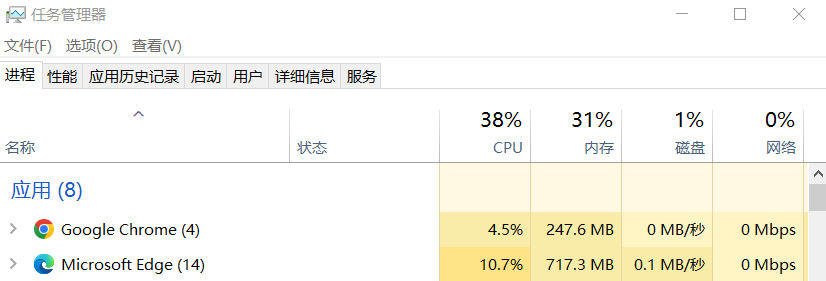 任务管理器
文件(F) 选项(O) 查看(V)
进程 性能 应用历史记录 启动 用户 详细信息 服务
38% 31% 1% 0%
名称 状态 CPU 内存 磁盘 网络
应用 (8)
Google Chrome (4) 4.5% 247.6 MB 0 MB/秒 0 Mbps
Microsoft Edge (14) 10.7% 717.3 MB 0.1 MB/秒 0 Mbps